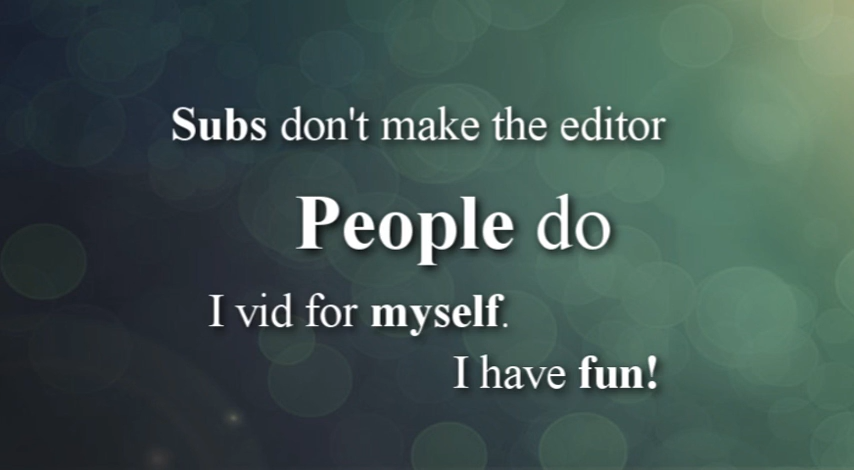 Subs don't make the editor
People do
I vid for myself.
I have fun!